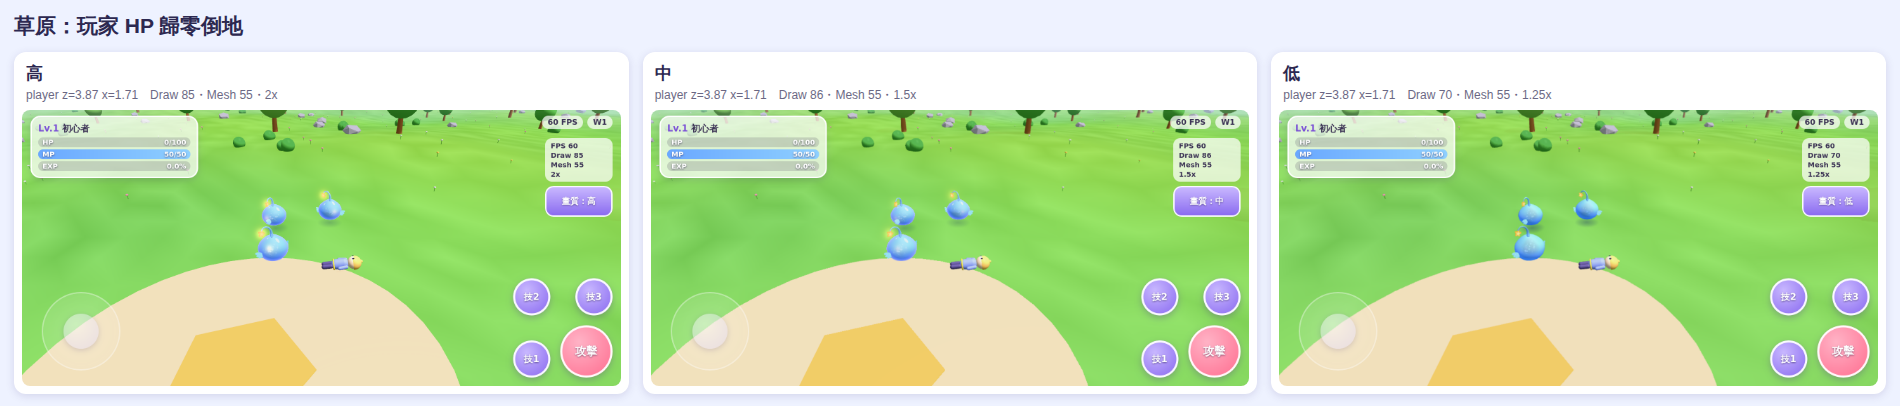 草原：玩家 HP 歸零倒地
高
player z=3.87 x=1.71 Draw 85・Mesh 55・2x
Lv.1 初心者
HP 0/100
MP 50/50
EXP 0.0%
60 FPS W1
FPS 60
Draw 85
Mesh 55
2x
畫質：高
技2 技3
技1 攻擊
中
player z=3.87 x=1.71 Draw 86・Mesh 55・1.5x
Lv.1 初心者
HP 0/100
MP 50/50
EXP 0.0%
60 FPS W1
FPS 60
Draw 86
Mesh 55
1.5x
畫質：中
技2 技3
技1 攻擊
低
player z=3.87 x=1.71 Draw 70・Mesh 55・1.25x
Lv.1 初心者
HP 0/100
MP 50/50
EXP 0.0%
60 FPS W1
FPS 60
Draw 70
Mesh 55
1.25x
畫質：低
技2 技3
技1 攻擊